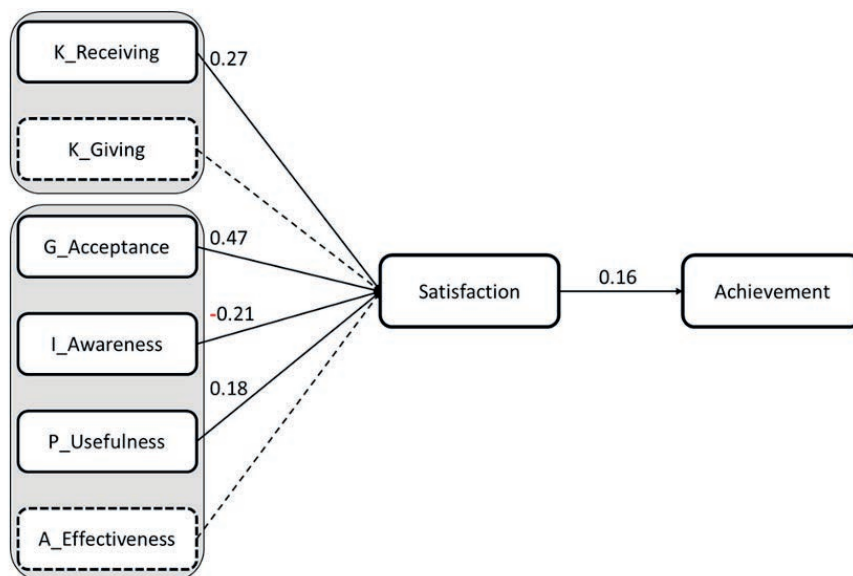 K_Receiving
0.27
K_Giving
G_Acceptance
0.47
I_Awareness
-0.21
P_Usefulness
0.18
A_Effectiveness
Satisfaction
0.16
Achievement